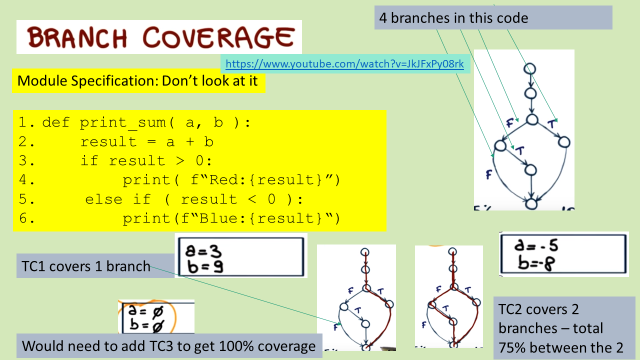 4 branches in this code
BRANCH COVERAGE
https://www.youtube.com/watch?v=JkJFxPy08rk
Module Specification: Don't look at it
1. def print_sum( a, b ):
2. result = a + b
3. if result > 0:
4. print( f“Red:{result}”)
5. else if ( result < 0 ):
6. print(f“Blue:{result}“)
F
T
T
F
a=3
b=9
TC1 covers 1 branch
a=0
b=0
Would need to add TC3 to get 100% coverage
F
T
T
F
F
T
T
F
a=-5
b=-8
TC2 covers 2
branches – total
75% between the 2